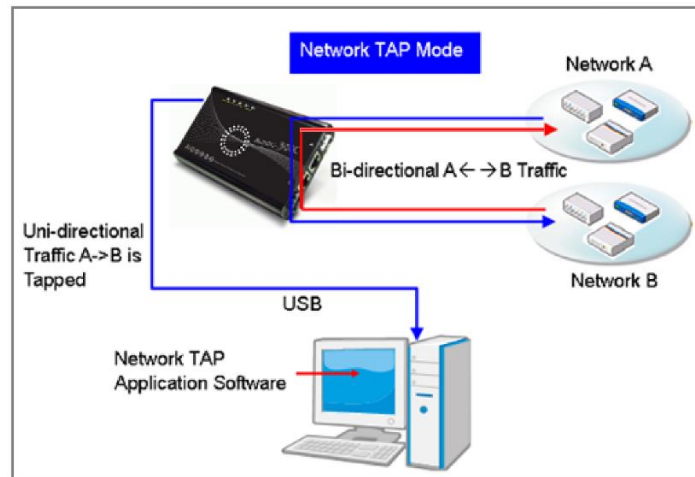 Network TAP Mode
Network A
Bi-directional A← →B Traffic
Uni-directional
Traffic A->B is
Tapped
Network B
USB
Network TAP
Application Software